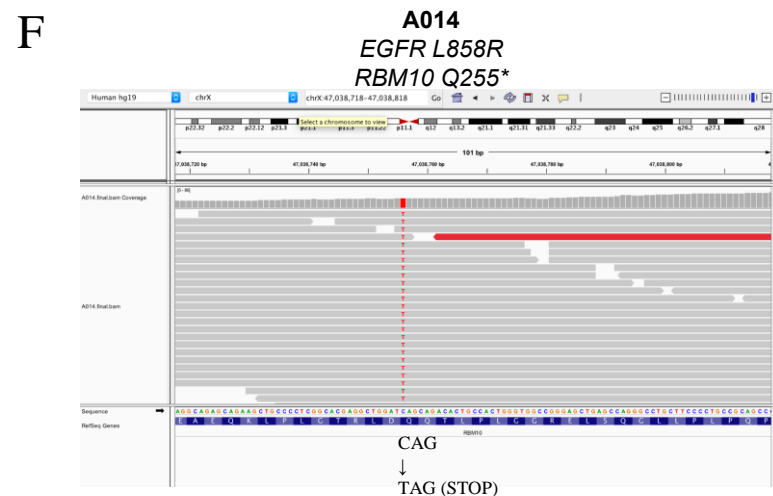 F
A014
EGFR L858R
RBM10 Q255*
Human hg19 chrX chrX:47,038,718-47,038,818 Go
p22.32 p22.2 p22.12 p21.3 Select a chromosome to view p11.1 q12 q13.2 q21.1 q21.31 q21.33 q22.2 q23 q24 q25 q26.2 q27.1 q28
101 bp
47,038,740 bp 47,038,760 bp 47,038,780 bp 47,038,800 bp
A014.final.bam Coverage
T
T
T
T
T
T
T
T
T
T
A014.final.bam
T
T
T
T
T
T
T
T
T
T
T
T
Sequence
AGGCAGAGCAGAAGCTGCCCCTCGGCACGAGGCTGGATCAGCAGACACTGCCACTGGGTGGCCGGGAGCTGAGCCAGGGCCTGCTTCCCCTGCCGCAGCC
RefSeq Genes
E A E Q K L P L G T R L D Q Q T L P L G G R E L S Q G L L P L P Q P
RBM10
CAG
↓
TAG (STOP)